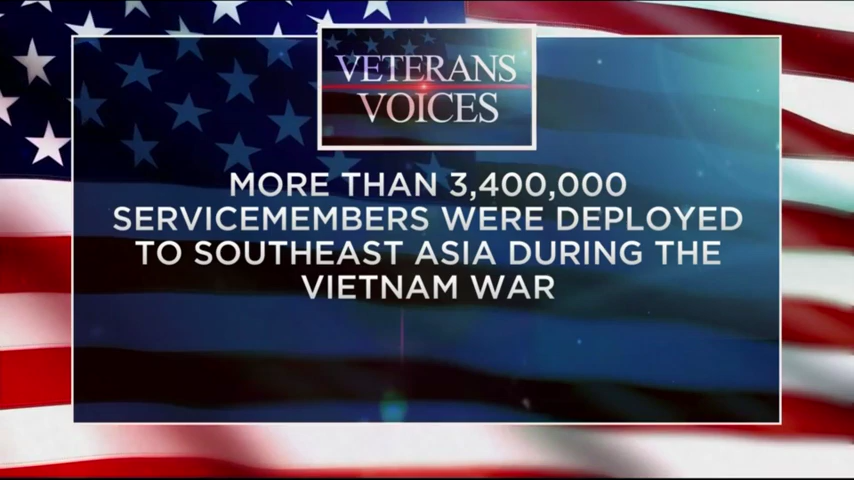 VETERANS
VOICES
MORE THAN 3,400,000
SERVICEMEMBERS WERE DEPLOYED
TO SOUTHEAST ASIA DURING THE
VIETNAM WAR